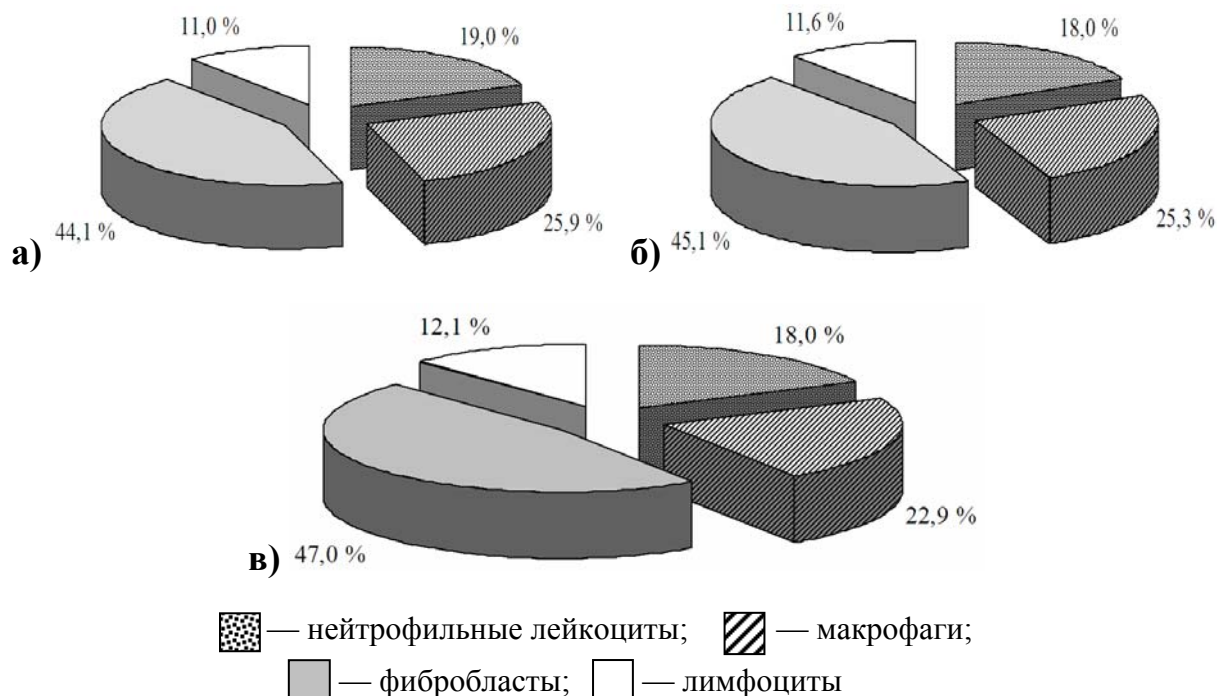 11,0 %
19,0 %
44,1 %
25,9 %
а)
11,6 %
18,0 %
45,1 %
25,3 %
б)
12,1 %
18,0 %
47,0 %
22,9 %
в)
— нейтрофильные лейкоциты; — макрофаги;
— фибробласты; — лимфоциты